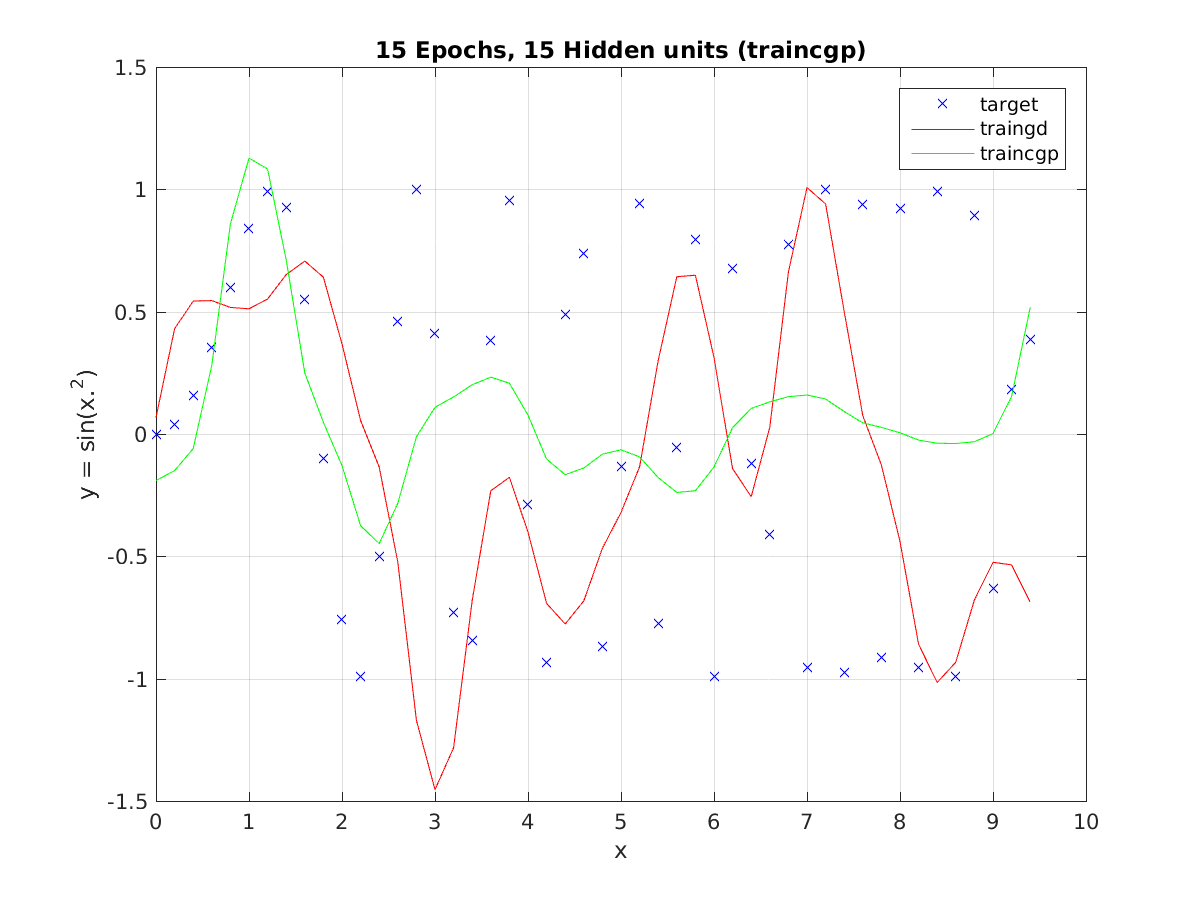 15 Epochs, 15 Hidden units (traincgp)
1.5
1
0.5
0
-0.5
-1
-1.5
y = sin(x.²)
target
traingd
traincgp
0 1 2 3 4 5 6 7 8 9 10
x